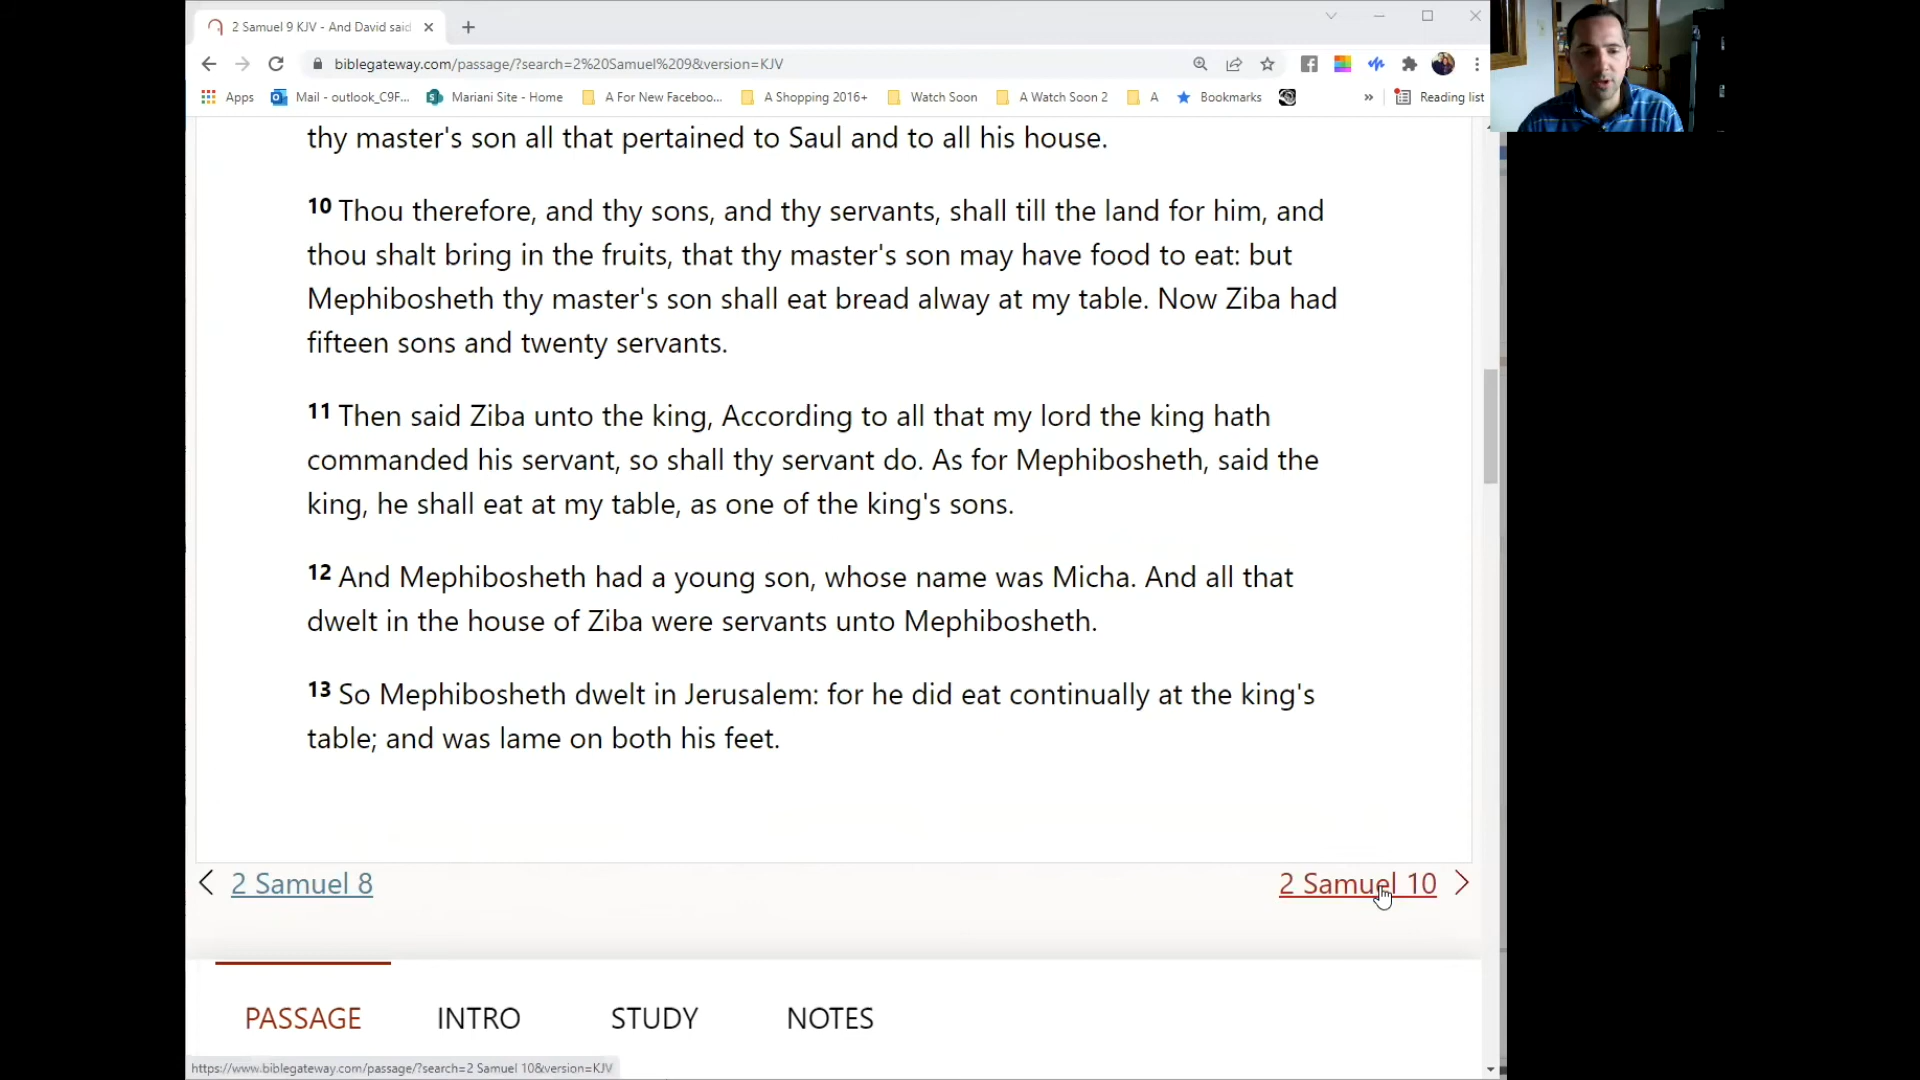 2 Samuel 9 KJV - And David said
biblegateway.com/passage/?search=2%20Samuel%209&version=KJV
Apps Mail - outlook_C9F... Mariani Site - Home A For New Faceboo... A Shopping 2016+ Watch Soon A Watch Soon 2 A Bookmarks » Reading list
thy master's son all that pertained to Saul and to all his house.
10 Thou therefore, and thy sons, and thy servants, shall till the land for him, and
thou shalt bring in the fruits, that thy master's son may have food to eat: but
Mephibosheth thy master's son shall eat bread alway at my table. Now Ziba had
fifteen sons and twenty servants.
11 Then said Ziba unto the king, According to all that my lord the king hath
commanded his servant, so shall thy servant do. As for Mephibosheth, said the
king, he shall eat at my table, as one of the king's sons.
12 And Mephibosheth had a young son, whose name was Micha. And all that
dwelt in the house of Ziba were servants unto Mephibosheth.
13 So Mephibosheth dwelt in Jerusalem: for he did eat continually at the king's
table; and was lame on both his feet.
2 Samuel 8 2 Samuel 10
PASSAGE INTRO STUDY NOTES
https://www.biblegateway.com/passage/?search=2 Samuel 10&version=KJV